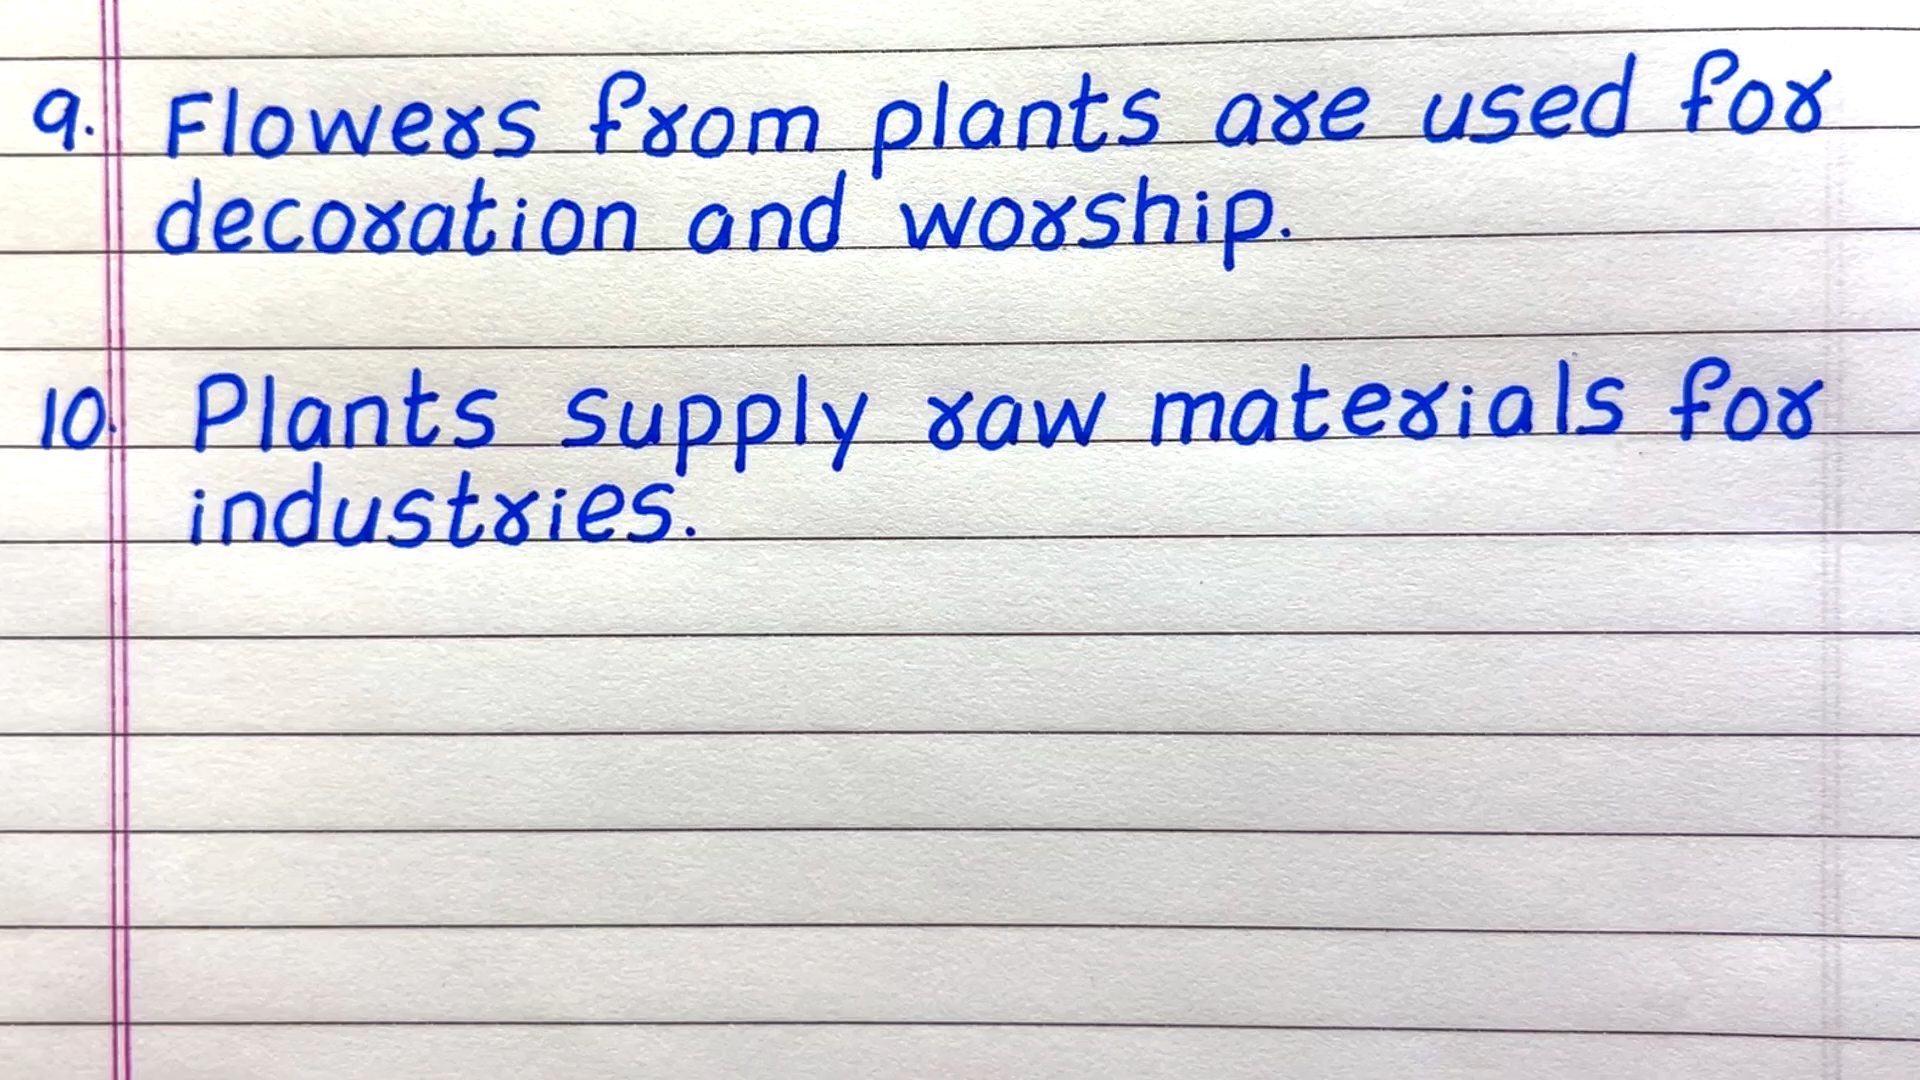 9. Flowers from plants are used for
decoration and worship.
10. Plants supply raw materials for
industries.